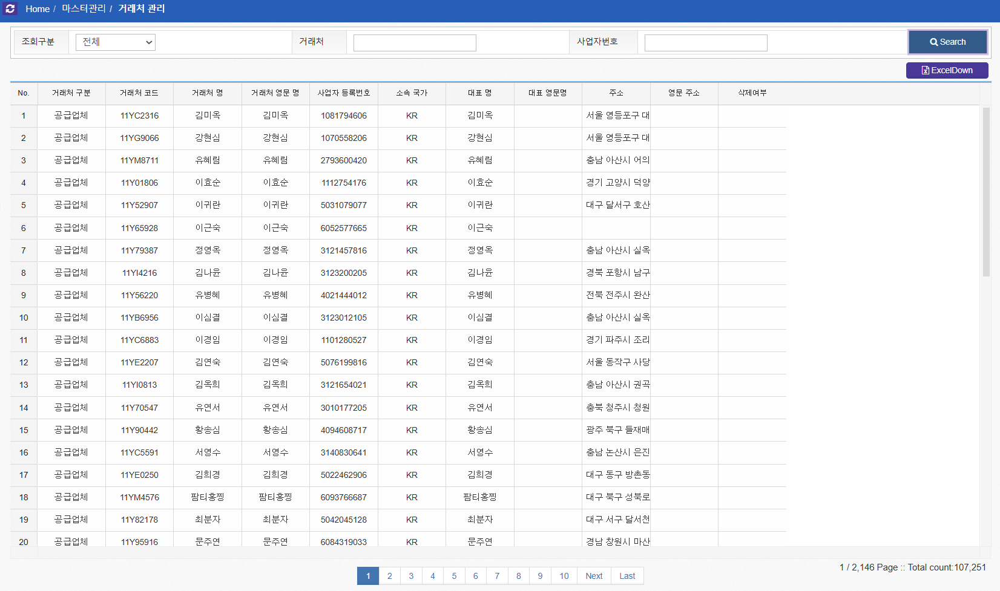 Home / 마스터관리 / 거래처 관리
조회구분 전체 거래처 사업자번호 Search
ExcelDown
No. 거래처 구분 거래처 코드 거래처 명 거래처 영문 명 사업자 등록번호 소속 국가 대표 명 대표 영문명 주소 영문 주소 삭제여부
1 공급업체 11YC2316 김미옥 김미옥 1081794606 KR 김미옥 서울 영등포구 대
2 공급업체 11YG9066 강현심 강현심 1070558206 KR 강현심 서울 영등포구 대
3 공급업체 11YM8711 유혜림 유혜림 2793600420 KR 유혜림 충남 아산시 어의
4 공급업체 11Y01806 이효순 이효순 1112754176 KR 이효순 경기 고양시 덕양
5 공급업체 11Y52907 이귀란 이귀란 5031079077 KR 이귀란 대구 달서구 호산
6 공급업체 11Y65928 이근숙 이근숙 6052577665 KR 이근숙
7 공급업체 11Y79387 정영옥 정영옥 3121457816 KR 정영옥 충남 아산시 실옥
8 공급업체 11YI4216 김나윤 김나윤 3123200205 KR 김나윤 경북 포항시 남구
9 공급업체 11Y56220 유병혜 유병혜 4021444012 KR 유병혜 전북 전주시 완산
10 공급업체 11YB6956 이심결 이심결 3123012105 KR 이심결 충남 아산시 실옥
11 공급업체 11YC6883 이경임 이경임 1101280527 KR 이경임 경기 파주시 조리
12 공급업체 11YE2207 김연숙 김연숙 5076199816 KR 김연숙 서울 동작구 사당
13 공급업체 11YI0813 김옥희 김옥희 3121654021 KR 김옥희 충남 아산시 권곡
14 공급업체 11Y70547 유연서 유연서 3010177205 KR 유연서 충북 청주시 청원
15 공급업체 11Y90442 황송심 황송심 4094608717 KR 황송심 광주 북구 들재매
16 공급업체 11YC5591 서영수 서영수 3140830641 KR 서영수 충남 논산시 은진
17 공급업체 11YE0250 김희경 김희경 5022462906 KR 김희경 대구 동구 방촌동
18 공급업체 11YM4576 팜티홍찡 팜티홍찡 6093766687 KR 팜티홍찡 대구 북구 성북로
19 공급업체 11Y82178 최분자 최분자 5042045128 KR 최분자 대구 서구 달서천
20 공급업체 11Y95916 문주연 문주연 6084319033 KR 문주연 경남 창원시 마산
1 / 2,146 Page :: Total count:107,251
1 2 3 4 5 6 7 8 9 10 Next Last